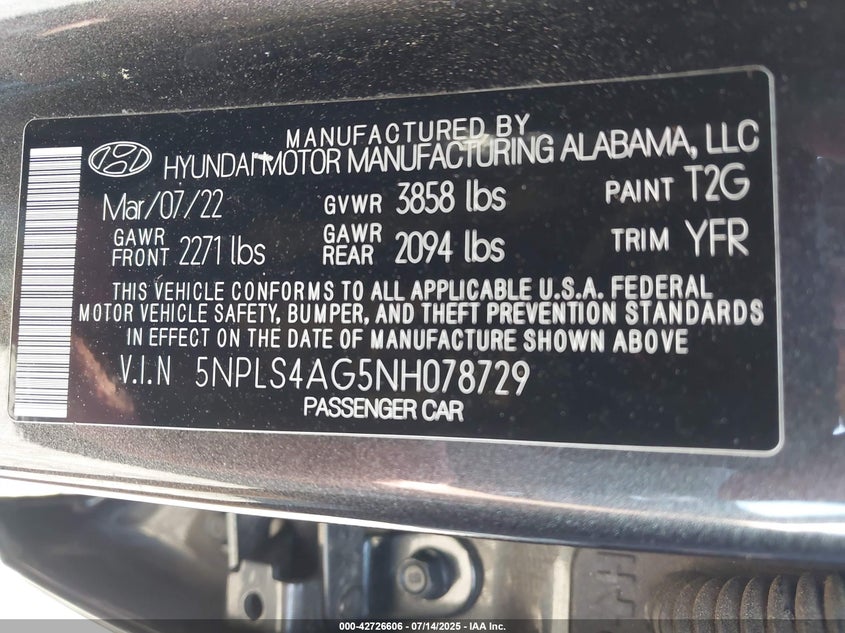 MANUFACTURED BY
HYUNDAI MOTOR MANUFACTURING ALABAMA, LLC
Mar/07/22 GVWR 3858 lbs PAINT T2G
GAWR FRONT 2271 lbs GAWR REAR 2094 lbs TRIM YFR
THIS VEHICLE CONFORMS TO ALL APPLICABLE U.S.A. FEDERAL
MOTOR VEHICLE SAFETY, BUMPER, AND THEFT PREVENTION STANDARDS
IN EFFECT ON THE DATE OF MANUFACTURE SHOWN ABOVE
V.I.N 5NPLS4AG5NH078729
PASSENGER CAR
000-42726606 - 07/14/2025 - IAA Inc.